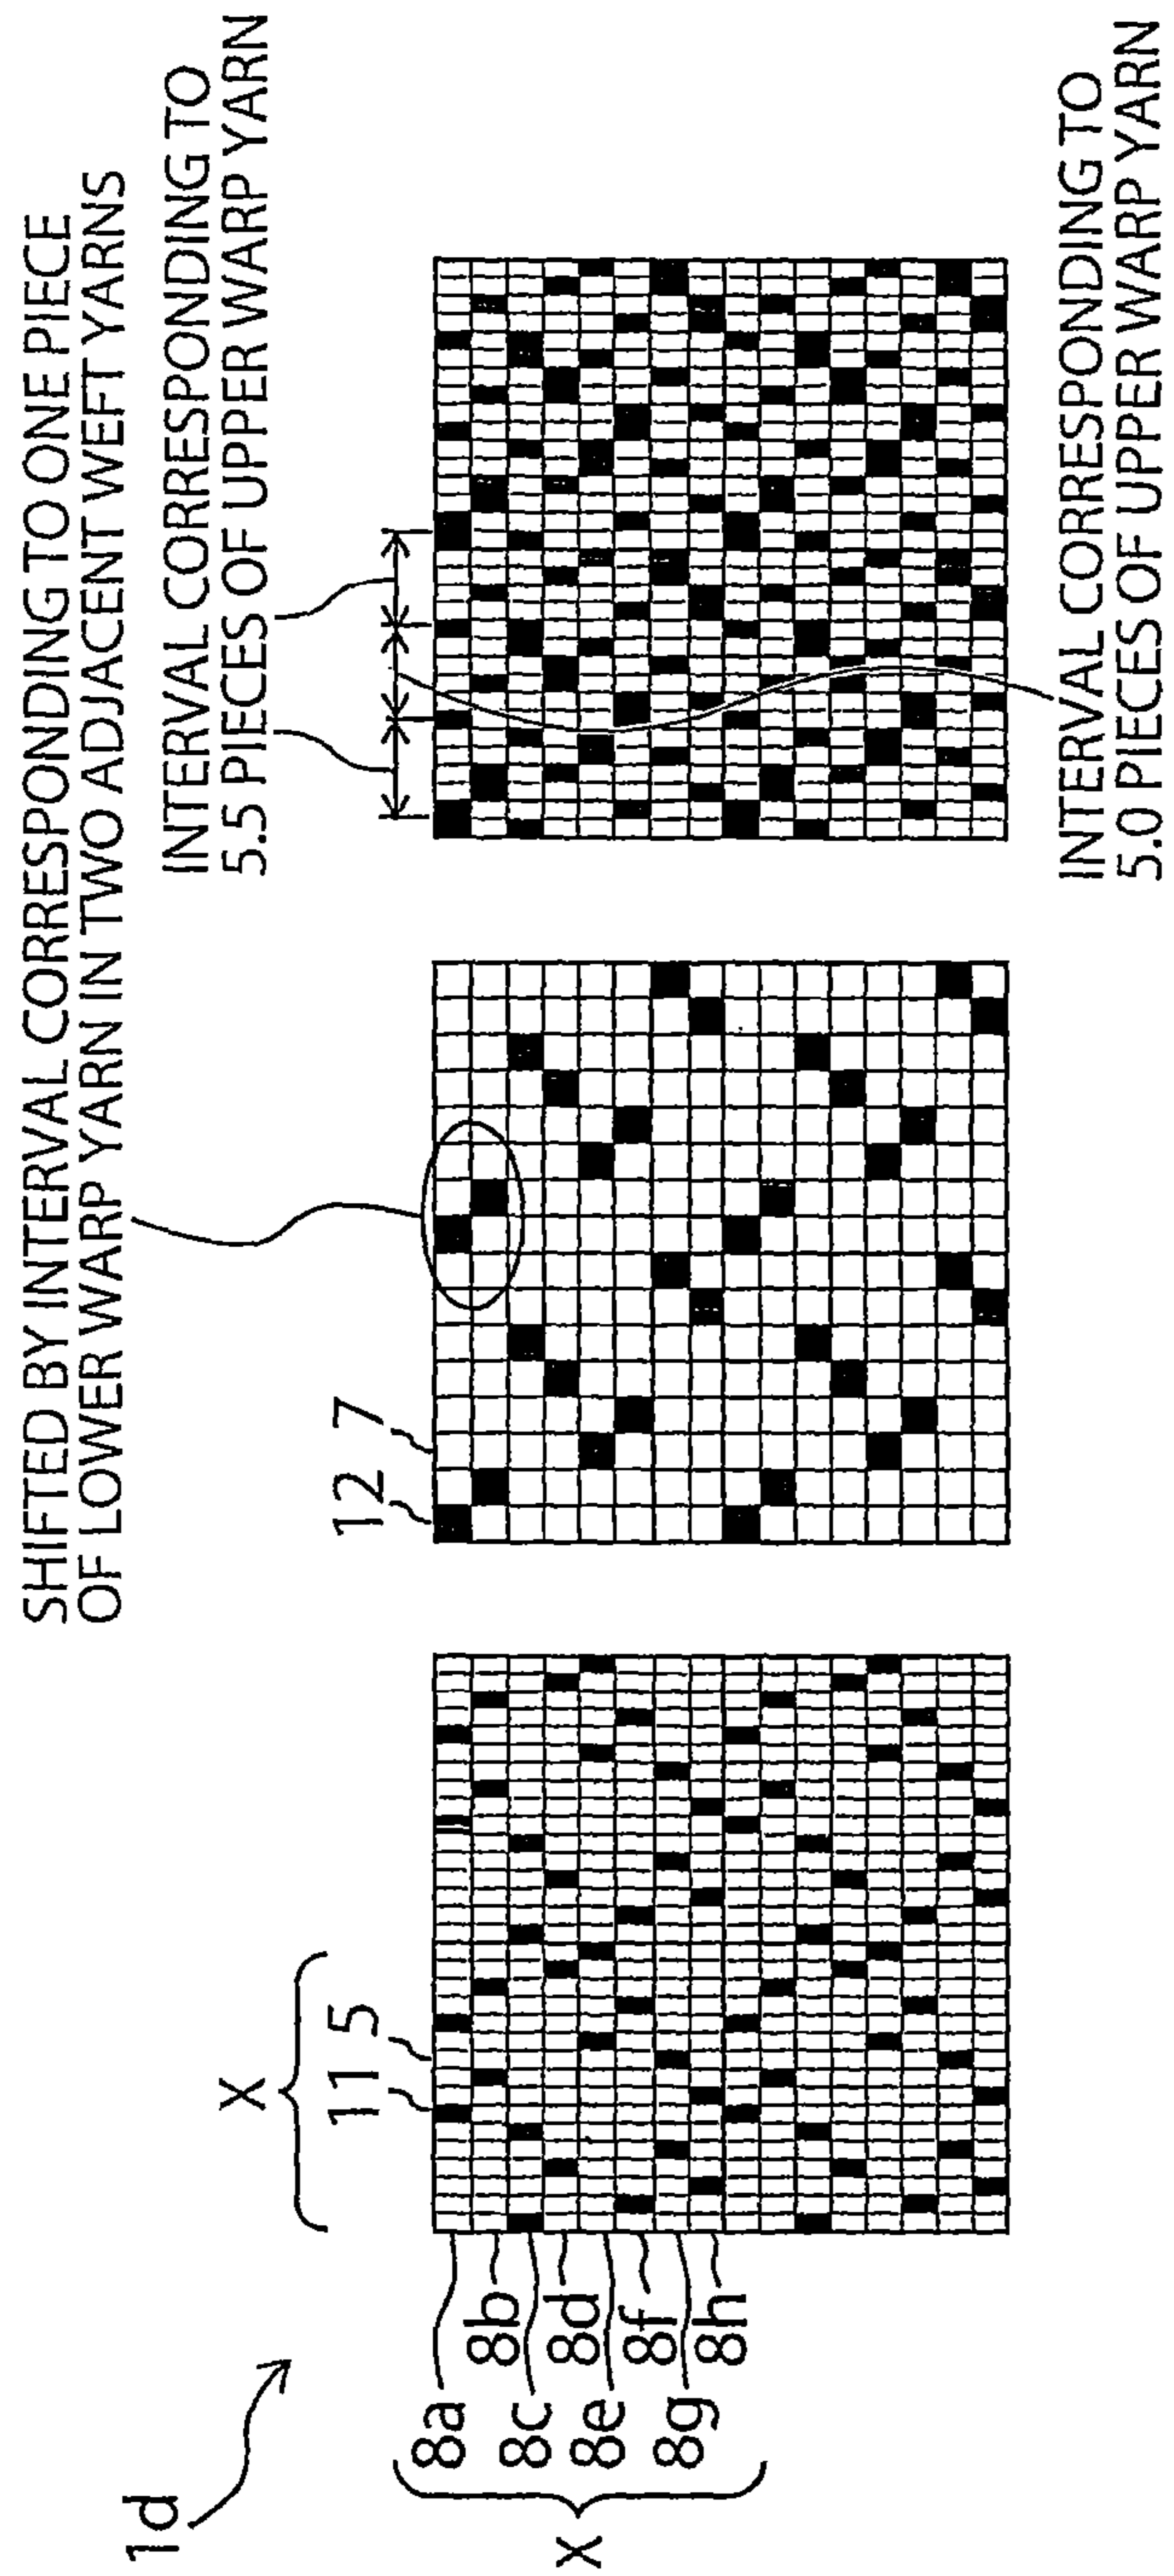 1d
X
8a
8b
8c
8d
8e
8f
8g
8h
X
11 5
12 7
SHIFTED BY INTERVAL CORRESPONDING TO ONE PIECE
OF LOWER WARP YARN IN TWO ADJACENT WEFT YARNS
INTERVAL CORRESPONDING TO
5.5 PIECES OF UPPER WARP YARN
INTERVAL CORRESPONDING TO
5.0 PIECES OF UPPER WARP YARN